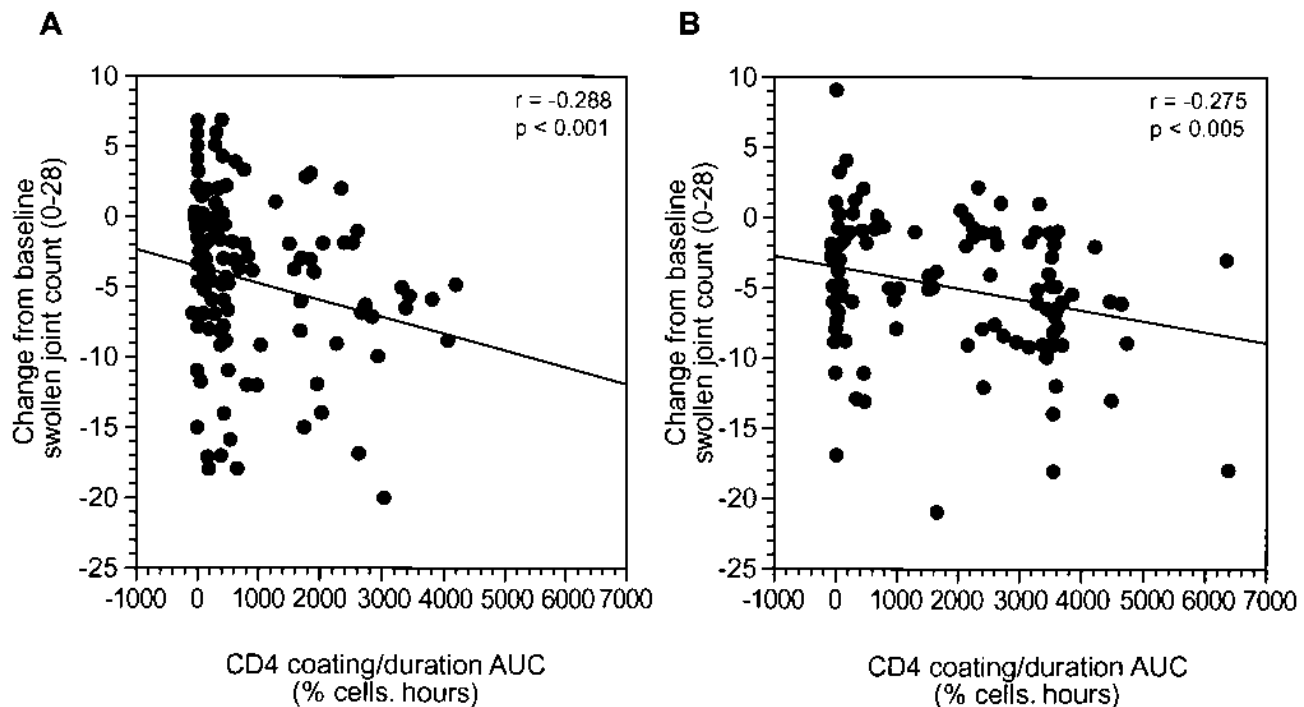 A
r = -0.288
p < 0.001
10
5
0
-5
-10
-15
-20
-25
Change from baseline
swollen joint count (0-28)
-1000 0 1000 2000 3000 4000 5000 6000 7000
CD4 coating/duration AUC
(% cells. hours)
B
r = -0.275
p < 0.005
10
5
0
-5
-10
-15
-20
-25
Change from baseline
swollen joint count (0-28)
-1000 0 1000 2000 3000 4000 5000 6000 7000
CD4 coating/duration AUC
(% cells. hours)